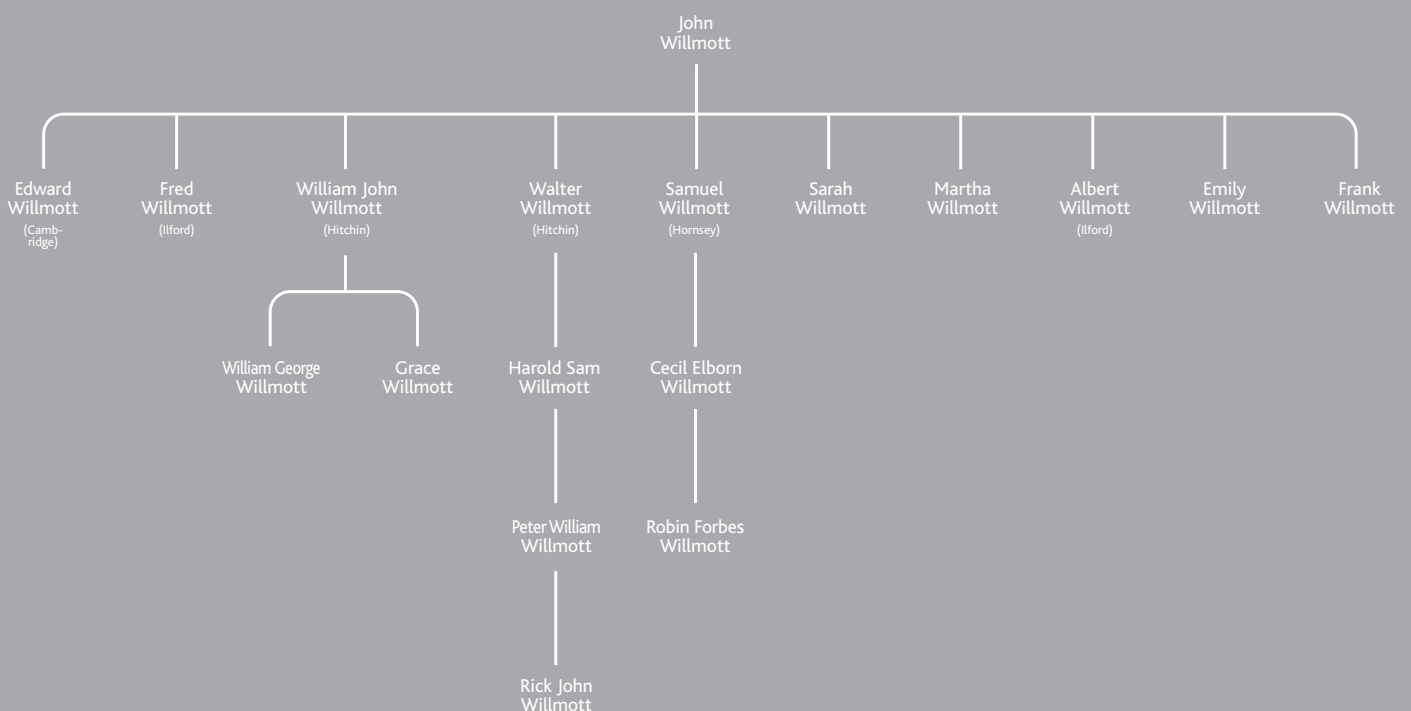 John
Willmott
Edward
Willmott
(Camb-
ridge)
Fred
Willmott
(Ilford)
William John
Willmott
(Hitchin)
Walter
Willmott
(Hitchin)
Samuel
Willmott
(Hornsey)
Sarah
Willmott
Martha
Willmott
Albert
Willmott
(Ilford)
Emily
Willmott
Frank
Willmott
William George
Willmott
Grace
Willmott
Harold Sam
Willmott
Cecil Elborn
Willmott
Peter William
Willmott
Robin Forbes
Willmott
Rick John
Willmott